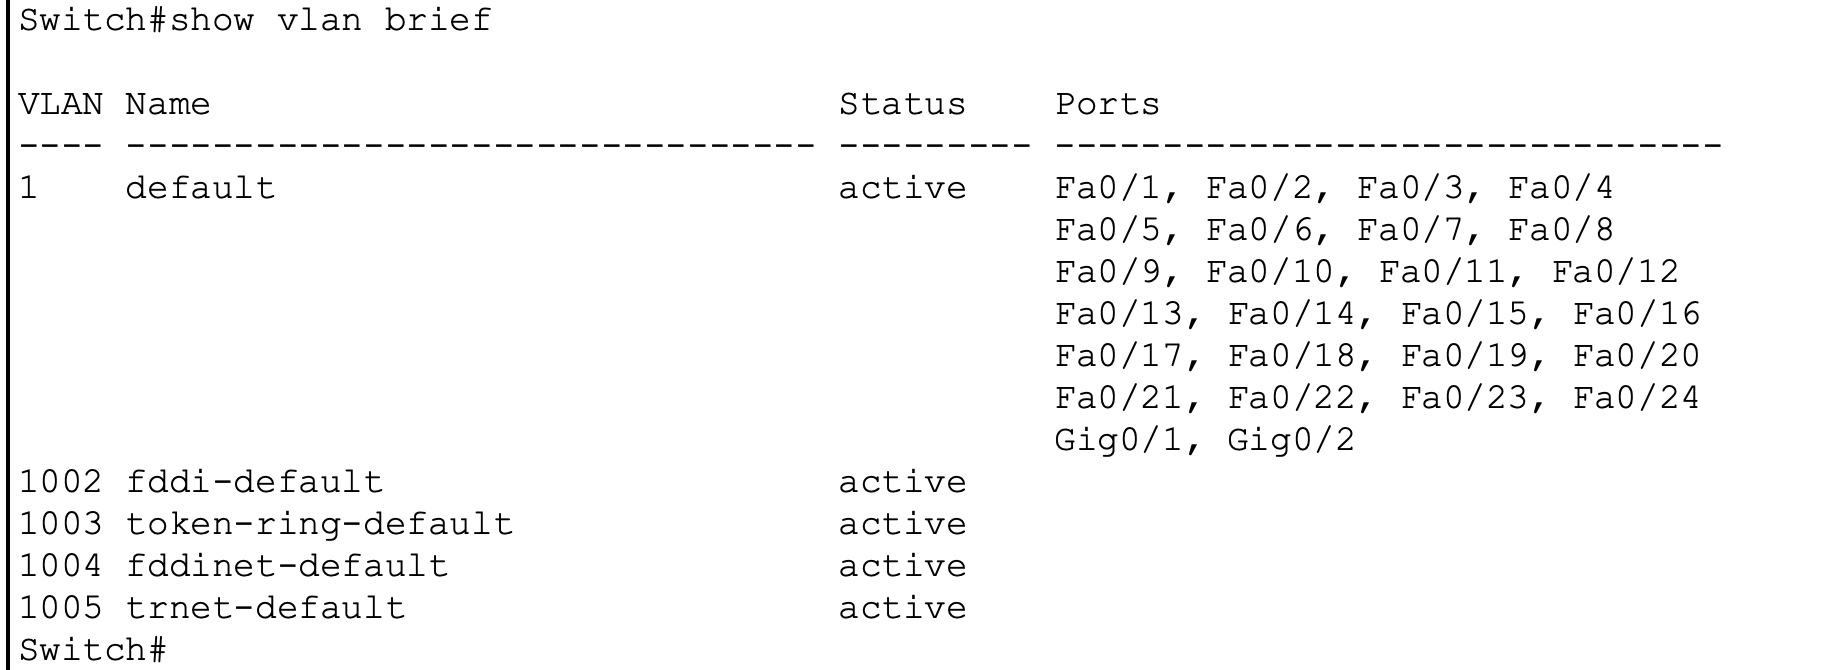 Switch#show vlan brief
VLAN Name                             Status    Ports
---- -------------------------------- --------- -------------------------------
1    default                          active    Fa0/1, Fa0/2, Fa0/3, Fa0/4
                                                Fa0/5, Fa0/6, Fa0/7, Fa0/8
                                                Fa0/9, Fa0/10, Fa0/11, Fa0/12
                                                Fa0/13, Fa0/14, Fa0/15, Fa0/16
                                                Fa0/17, Fa0/18, Fa0/19, Fa0/20
                                                Fa0/21, Fa0/22, Fa0/23, Fa0/24
                                                Gig0/1, Gig0/2
1002 fddi-default                     active
1003 token-ring-default               active
1004 fddinet-default                  active
1005 trnet-default                    active
Switch#